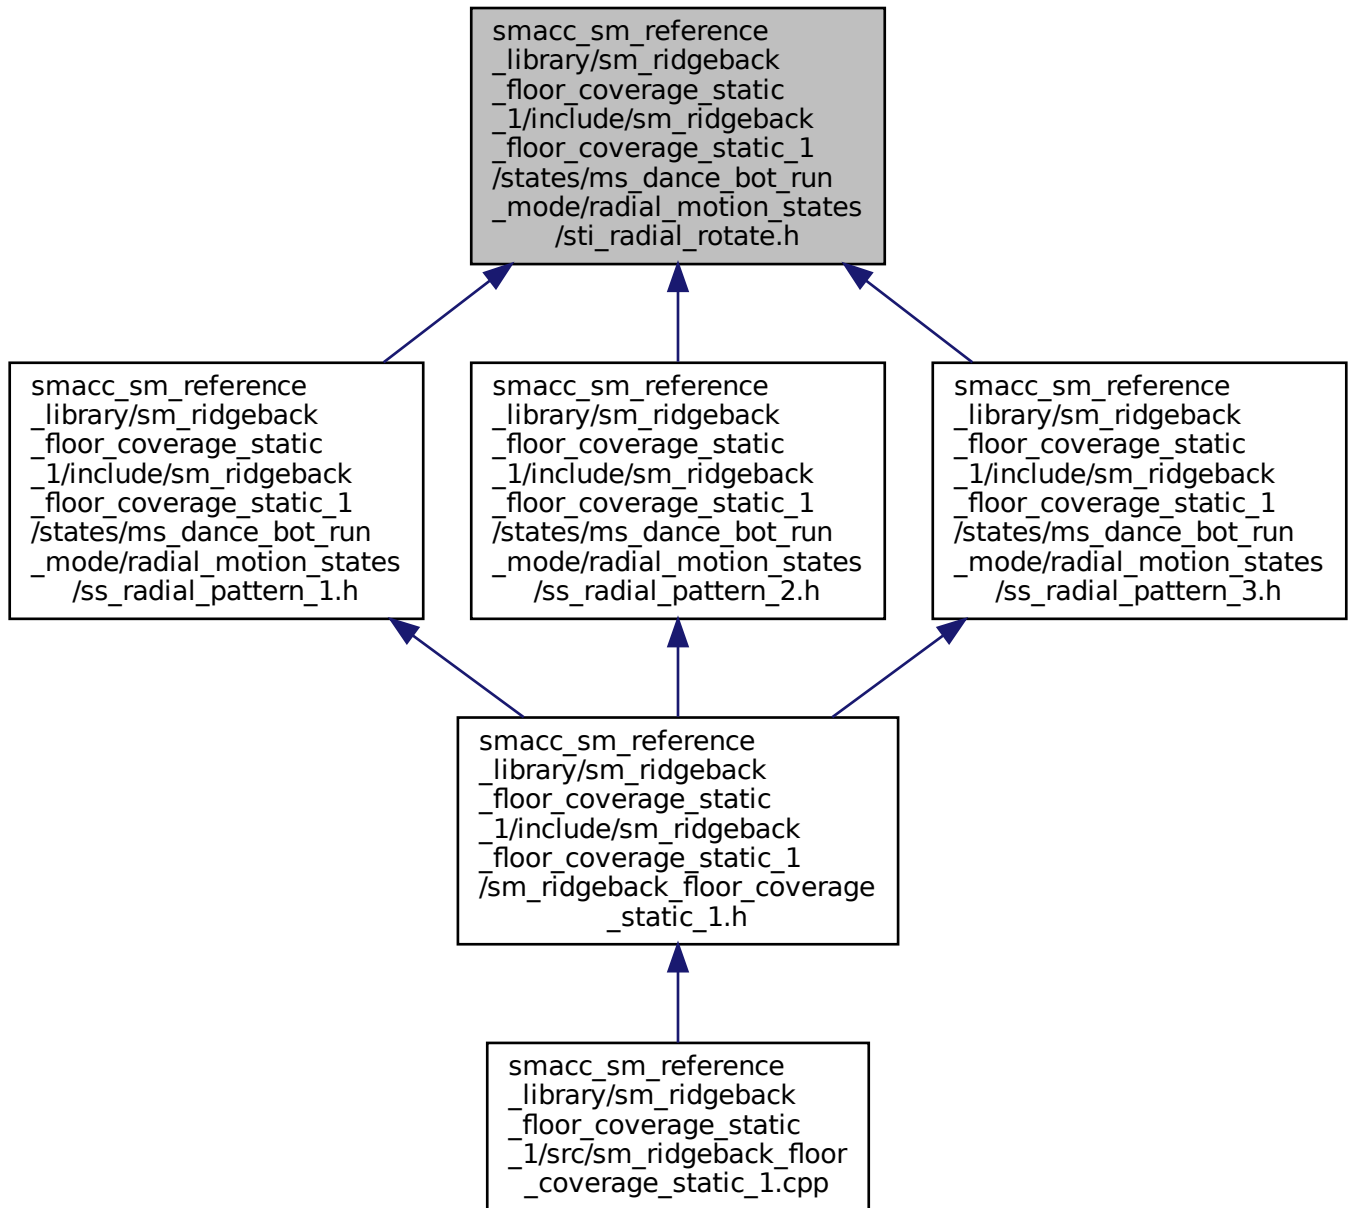 smacc_sm_reference
_library/sm_ridgeback
_floor_coverage_static
_1/include/sm_ridgeback
_floor_coverage_static_1
/states/ms_dance_bot_run
_mode/radial_motion_states
/sti_radial_rotate.h
smacc_sm_reference
_library/sm_ridgeback
_floor_coverage_static
_1/include/sm_ridgeback
_floor_coverage_static_1
/states/ms_dance_bot_run
_mode/radial_motion_states
/ss_radial_pattern_1.h
smacc_sm_reference
_library/sm_ridgeback
_floor_coverage_static
_1/include/sm_ridgeback
_floor_coverage_static_1
/states/ms_dance_bot_run
_mode/radial_motion_states
/ss_radial_pattern_2.h
smacc_sm_reference
_library/sm_ridgeback
_floor_coverage_static
_1/include/sm_ridgeback
_floor_coverage_static_1
/states/ms_dance_bot_run
_mode/radial_motion_states
/ss_radial_pattern_3.h
smacc_sm_reference
_library/sm_ridgeback
_floor_coverage_static
_1/include/sm_ridgeback
_floor_coverage_static_1
/sm_ridgeback_floor_coverage
_static_1.h
smacc_sm_reference
_library/sm_ridgeback
_floor_coverage_static
_1/src/sm_ridgeback_floor
_coverage_static_1.cpp